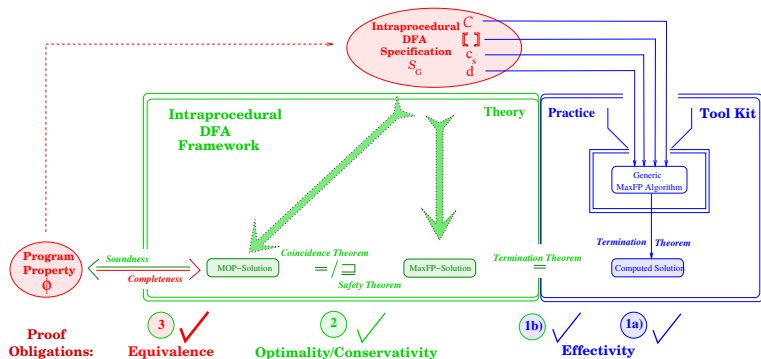 Intraprocedural
DFA
Specification
S_G
C
[[ ]]
c_s
d
Intraprocedural
DFA
Framework
Theory
Practice
Tool Kit
Generic
MaxFP Algorithm
Termination Theorem
Computed Solution
Program
Property
ϕ
Soundness
Completeness
MOP-Solution
Coincidence Theorem
= / ⊒
Safety Theorem
MaxFP-Solution
Termination Theorem
=
Proof
Obligations:
3
Equivalence
2
Optimality/Conservativity
1b)
1a)
Effectivity